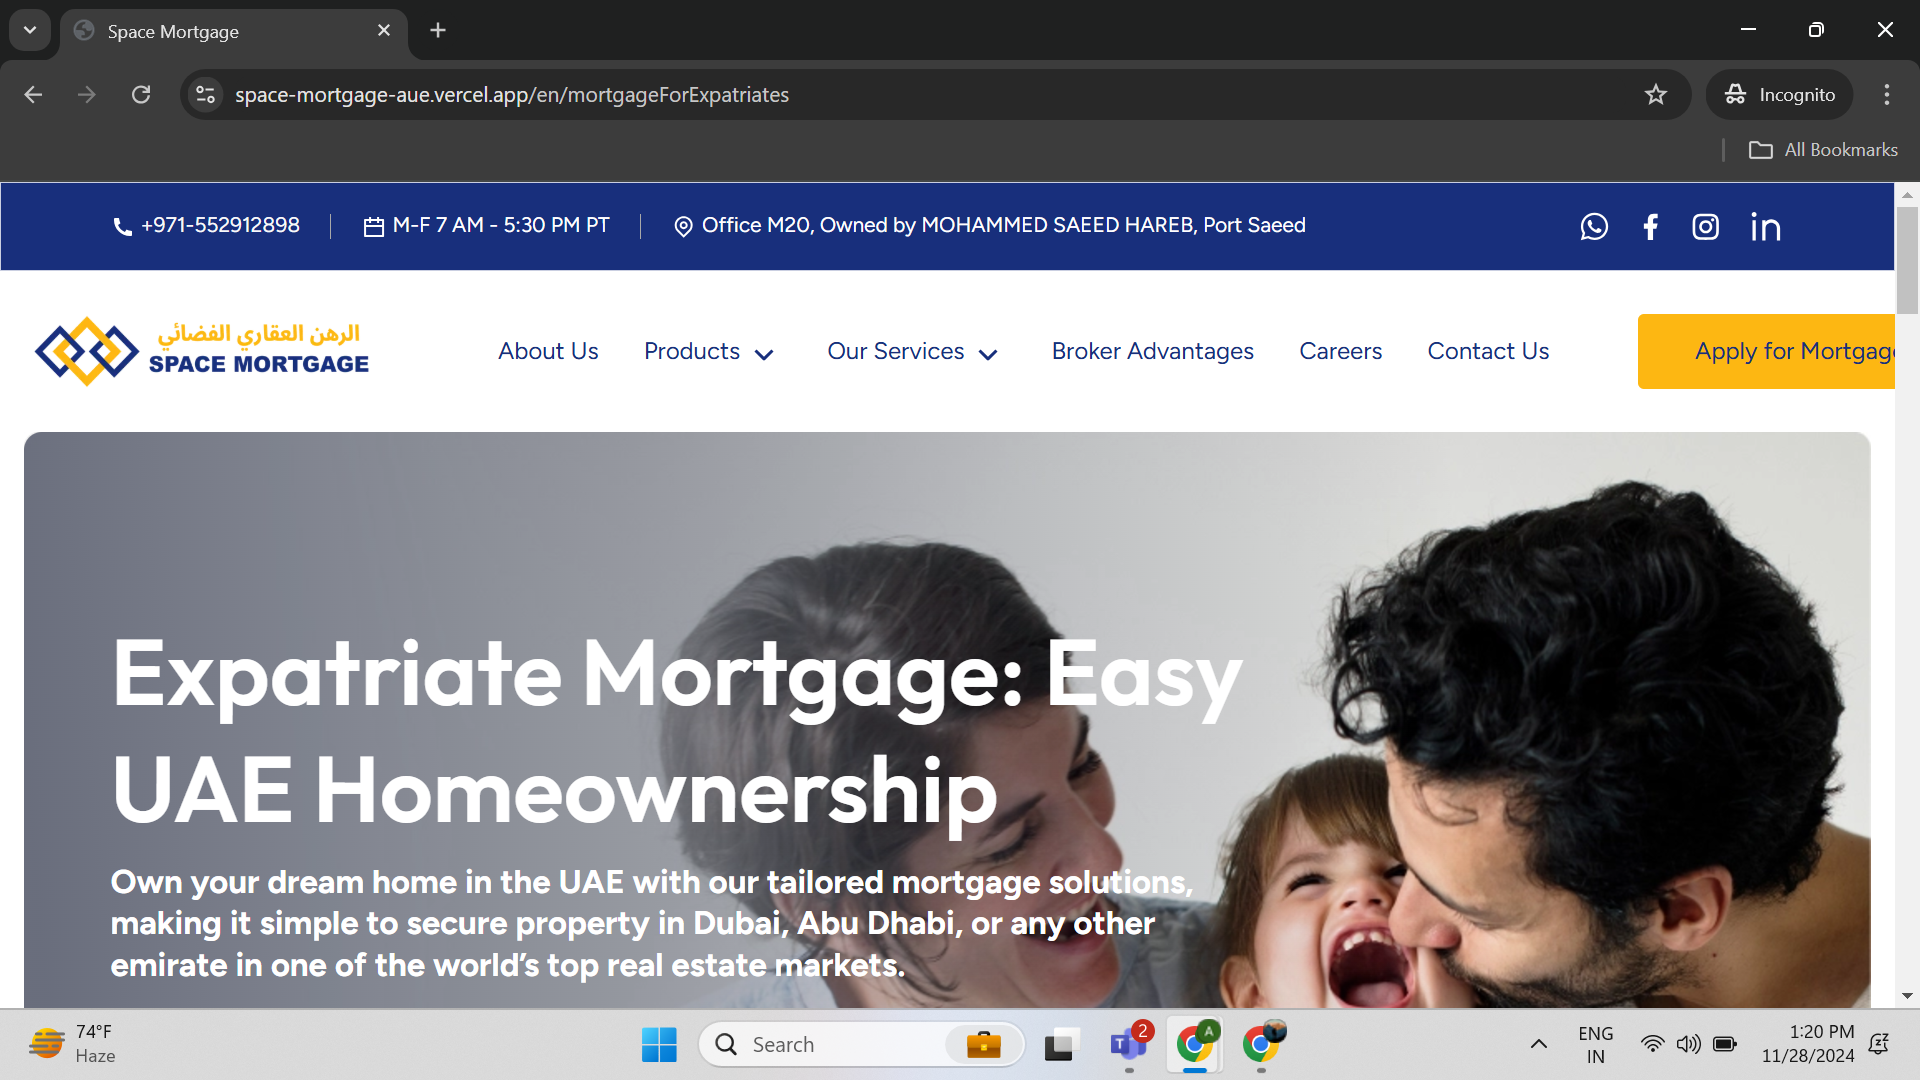 Space Mortgage
space-mortgage-aue.vercel.app/en/mortgageForExpatriates
Incognito
All Bookmarks
+971-552912898
M-F 7 AM - 5:30 PM PT
Office M20, Owned by MOHAMMED SAEED HAREB, Port Saeed
الرهن العقاري الفضائي
SPACE MORTGAGE
About Us
Products
Our Services
Broker Advantages
Careers
Contact Us
Apply for Mortgag
Expatriate Mortgage: Easy
UAE Homeownership
Own your dream home in the UAE with our tailored mortgage solutions,
making it simple to secure property in Dubai, Abu Dhabi, or any other
emirate in one of the world’s top real estate markets.
74°F
Haze
Search
2
A
ENG
IN
1:20 PM
11/28/2024